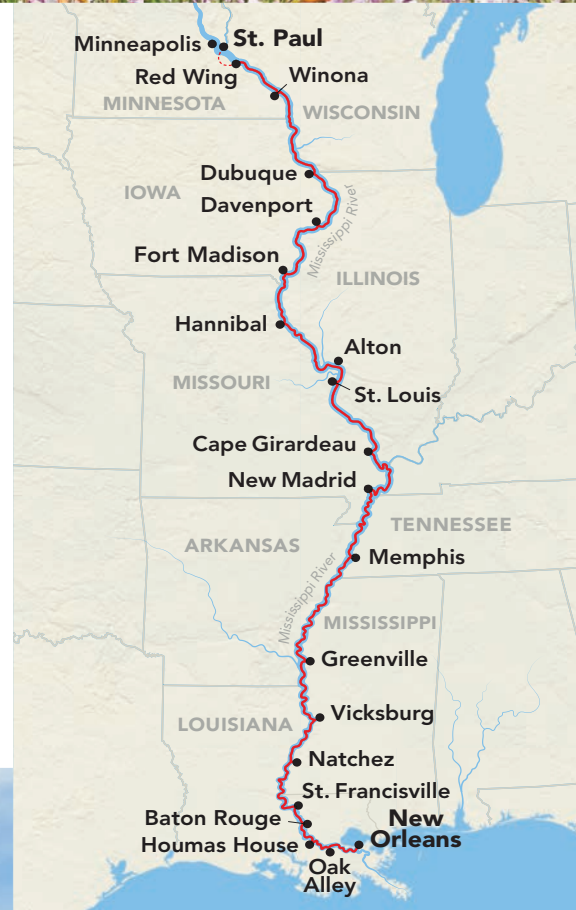 Minneapolis
St. Paul
Red Wing
Winona
MINNESOTA
WISCONSIN
Dubuque
IOWA
Davenport
Mississippi River
Fort Madison
ILLINOIS
Hannibal
Alton
MISSOURI
St. Louis
Cape Girardeau
New Madrid
TENNESSEE
ARKANSAS
Memphis
Mississippi River
MISSISSIPPI
Greenville
LOUISIANA
Vicksburg
Natchez
St. Francisville
Baton Rouge
New
Orleans
Houmas House
Oak
Alley